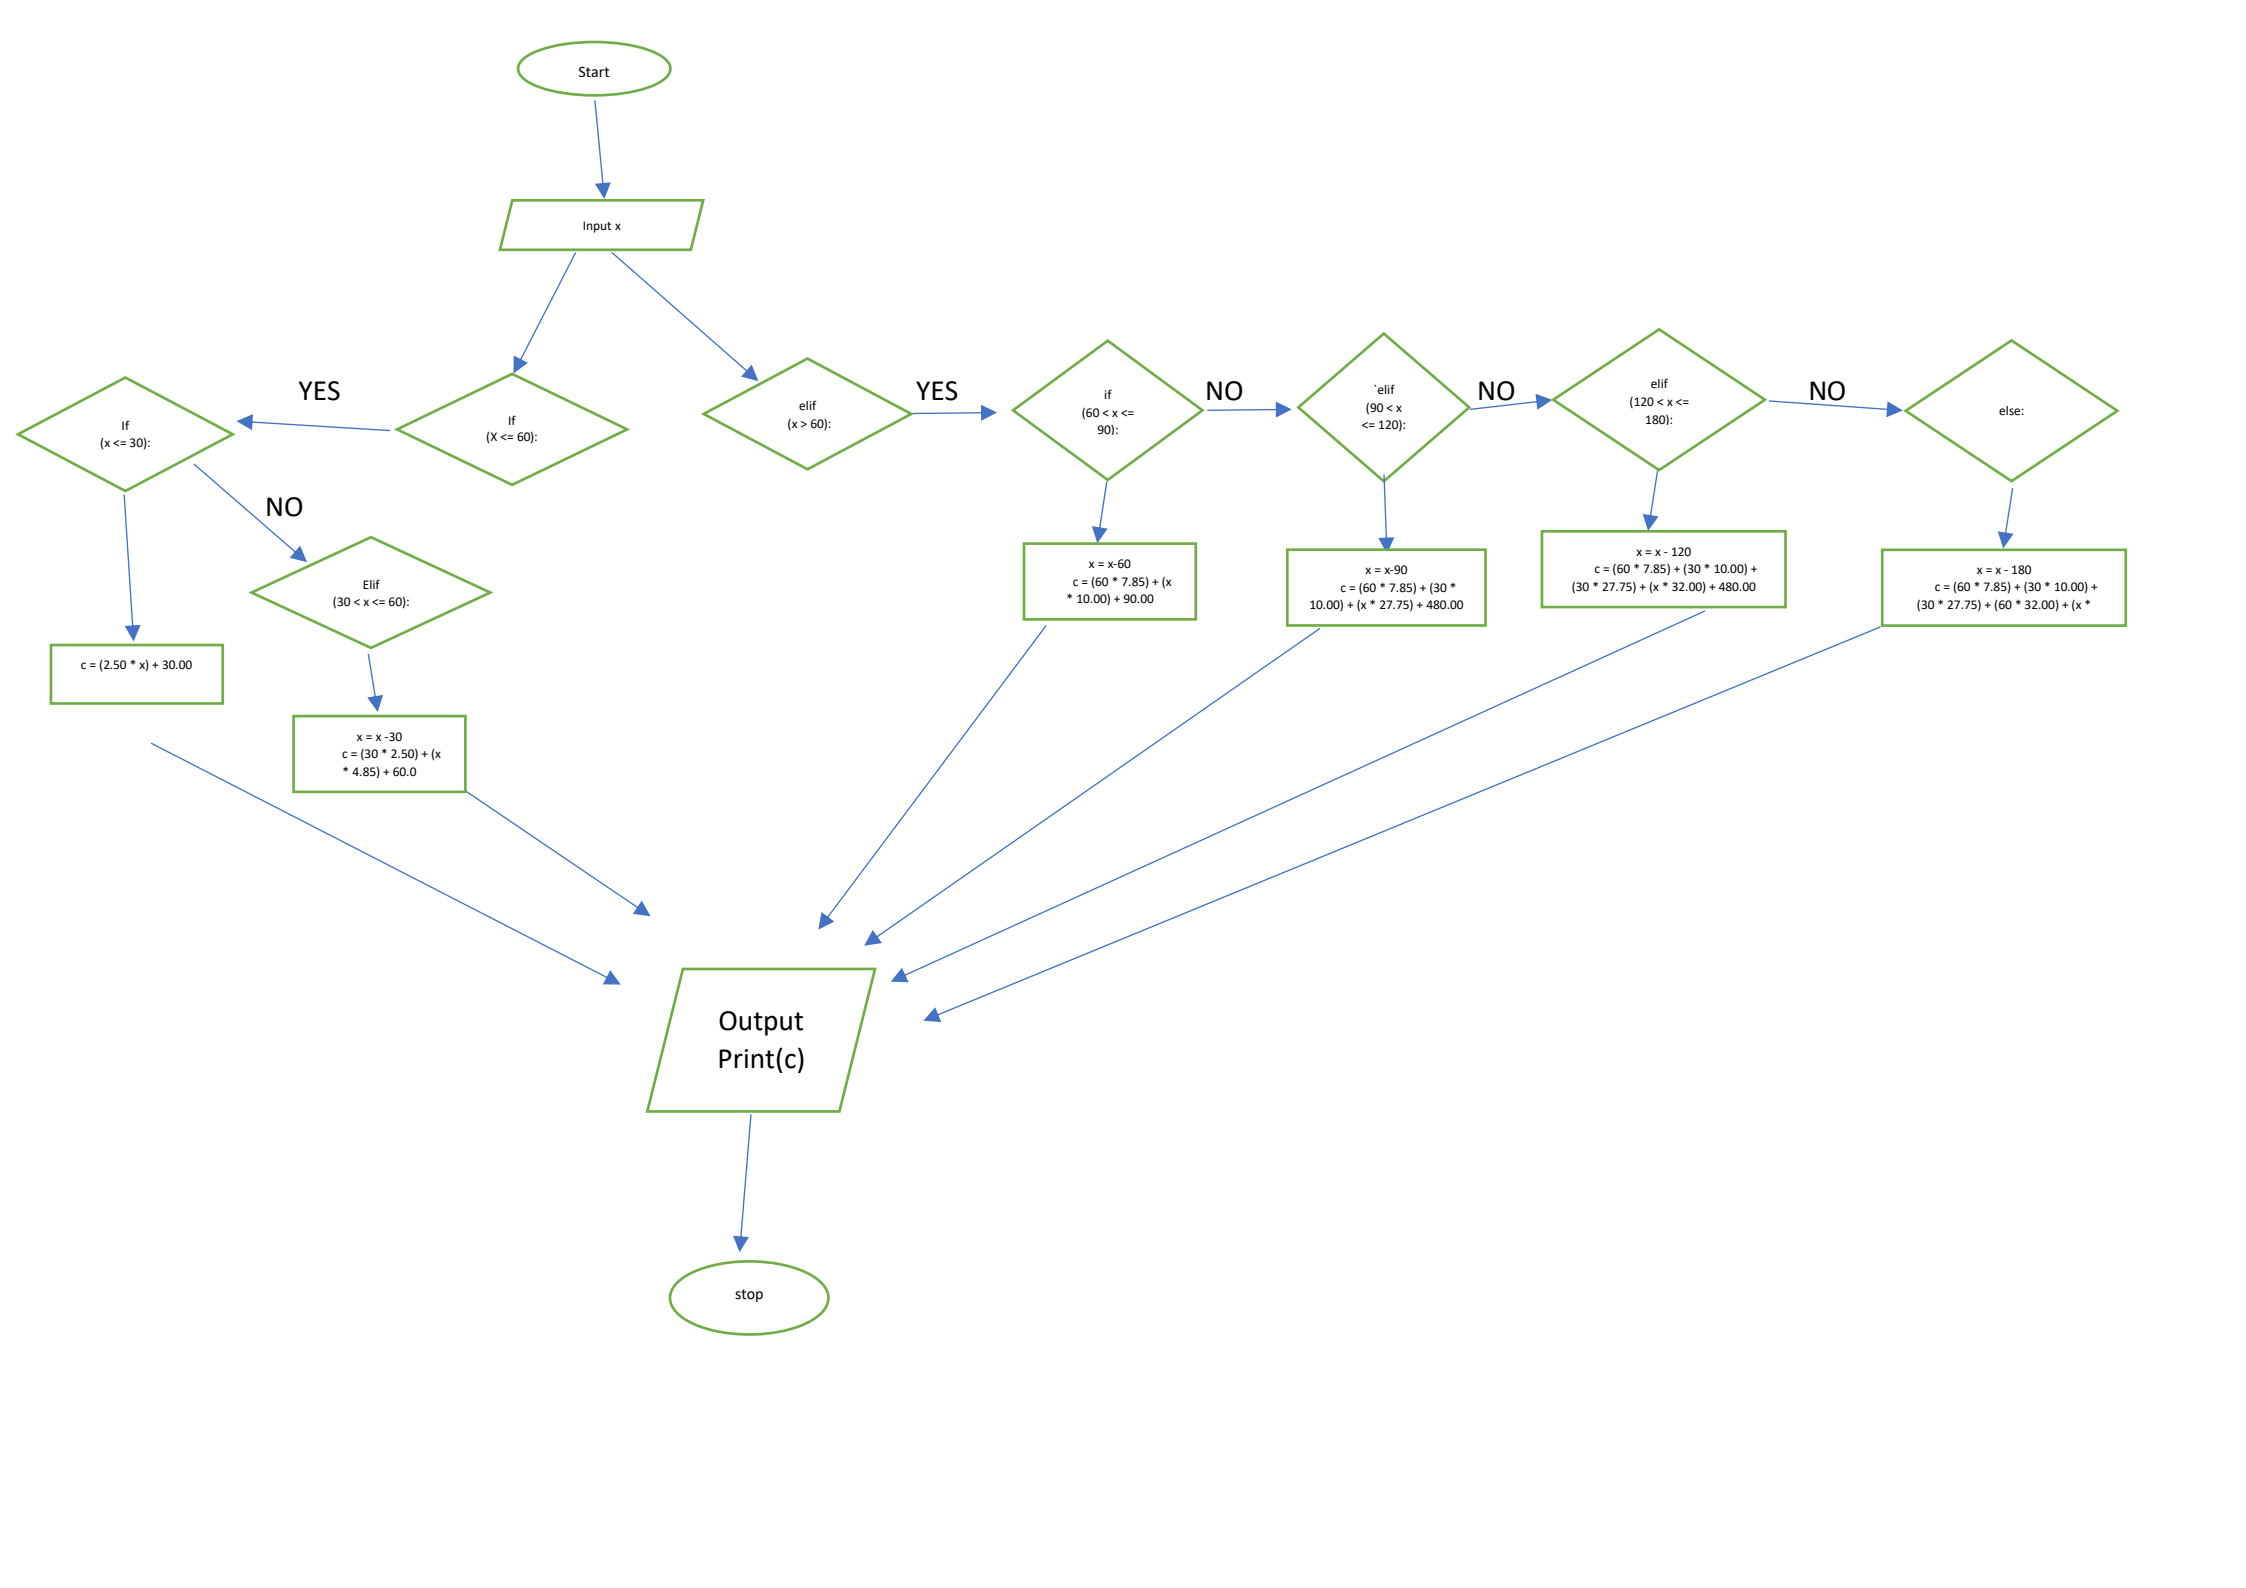 Start
Input x
YES
If
(x <= 30):
If
(X <= 60):
elif
(x > 60):
YES
if
(60 < x <=
90):
NO
`elif
(90 < x
<= 120):
NO
elif
(120 < x <=
180):
NO
else:
NO
Elif
(30 < x <= 60):
c = (2.50 * x) + 30.00
x = x -30
c = (30 * 2.50) + (x
* 4.85) + 60.0
x = x-60
c = (60 * 7.85) + (x
* 10.00) + 90.00
x = x-90
c = (60 * 7.85) + (30 *
10.00) + (x * 27.75) + 480.00
x = x - 120
c = (60 * 7.85) + (30 * 10.00) +
(30 * 27.75) + (x * 32.00) + 480.00
x = x - 180
c = (60 * 7.85) + (30 * 10.00) +
(30 * 27.75) + (60 * 32.00) + (x *
Output
Print(c)
stop